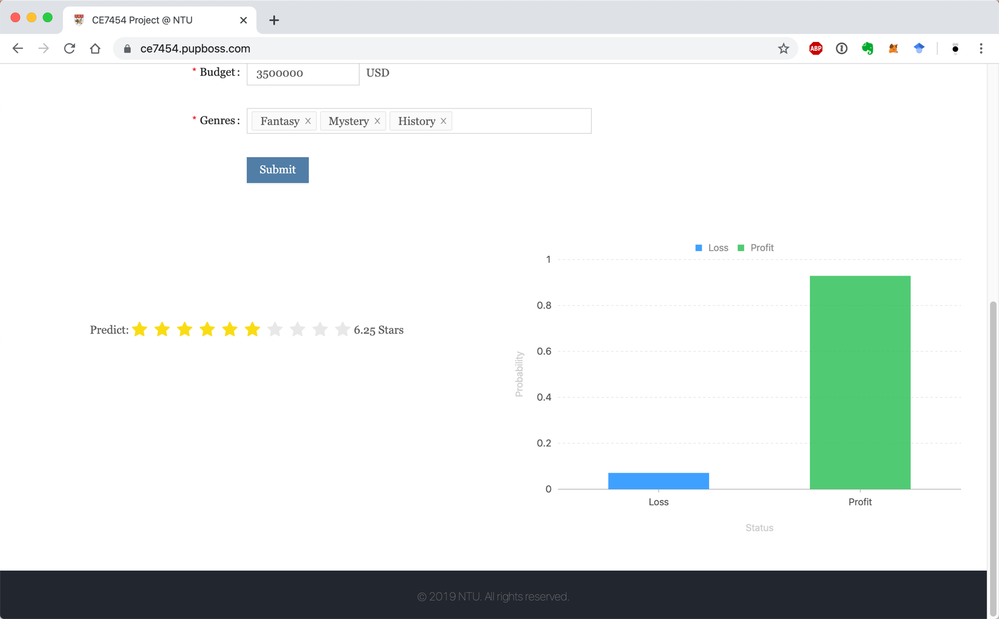 CE7454 Project @ NTU
ce7454.pupboss.com
ABP
* Budget: 3500000 USD
* Genres: Fantasy Mystery History
Submit
Loss Profit
1
0.8
0.6
0.4
0.2
0
Probability
Loss Profit
Status
Predict: 6.25 Stars
© 2019 NTU. All rights reserved.